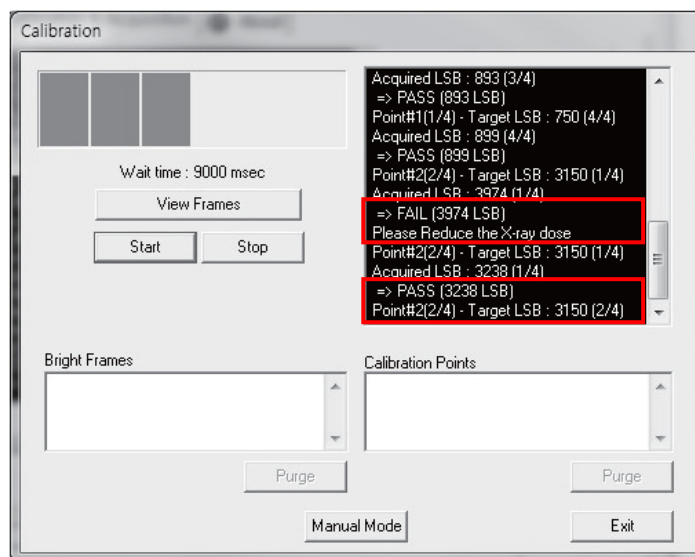 Calibration
Wait time : 9000 msec
View Frames
Start
Stop
Acquired LSB : 893 (3/4)
=> PASS (893 LSB)
Point#1(1/4) - Target LSB : 750 (4/4)
Acquired LSB : 899 (4/4)
=> PASS (899 LSB)
Point#2(2/4) - Target LSB : 3150 (1/4)
Acquired LSB : 3974 (1/4)
=> FAIL (3974 LSB)
Please Reduce the X-ray dose
Point#2(2/4) - Target LSB : 3150 (1/4)
Acquired LSB : 3238 (1/4)
=> PASS (3238 LSB)
Point#2(2/4) - Target LSB : 3150 (2/4)
Bright Frames
Calibration Points
Purge
Purge
Manual Mode
Exit